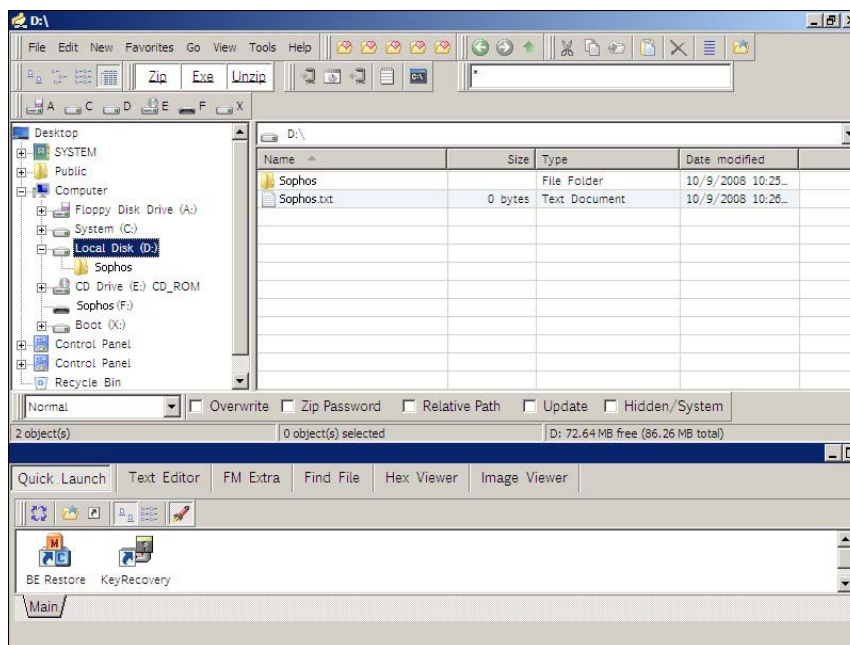 D:\
File Edit New Favorites Go View Tools Help
Zip Exe Unzip *
A C D E F X
Desktop
SYSTEM
Public
Computer
Floppy Disk Drive (A:)
System (C:)
Local Disk (D:)
Sophos
CD Drive (E:) CD_ROM
Sophos (F:)
Boot (X:)
Control Panel
Control Panel
Recycle Bin
D:\
Name Size Type Date modified
Sophos File Folder 10/9/2008 10:25...
Sophos.txt 0 bytes Text Document 10/9/2008 10:26...
Normal Overwrite Zip Password Relative Path Update Hidden/System
2 object(s) 0 object(s) selected D: 72.64 MB free (86.26 MB total)
Quick Launch Text Editor FM Extra Find File Hex Viewer Image Viewer
BE Restore KeyRecovery
Main